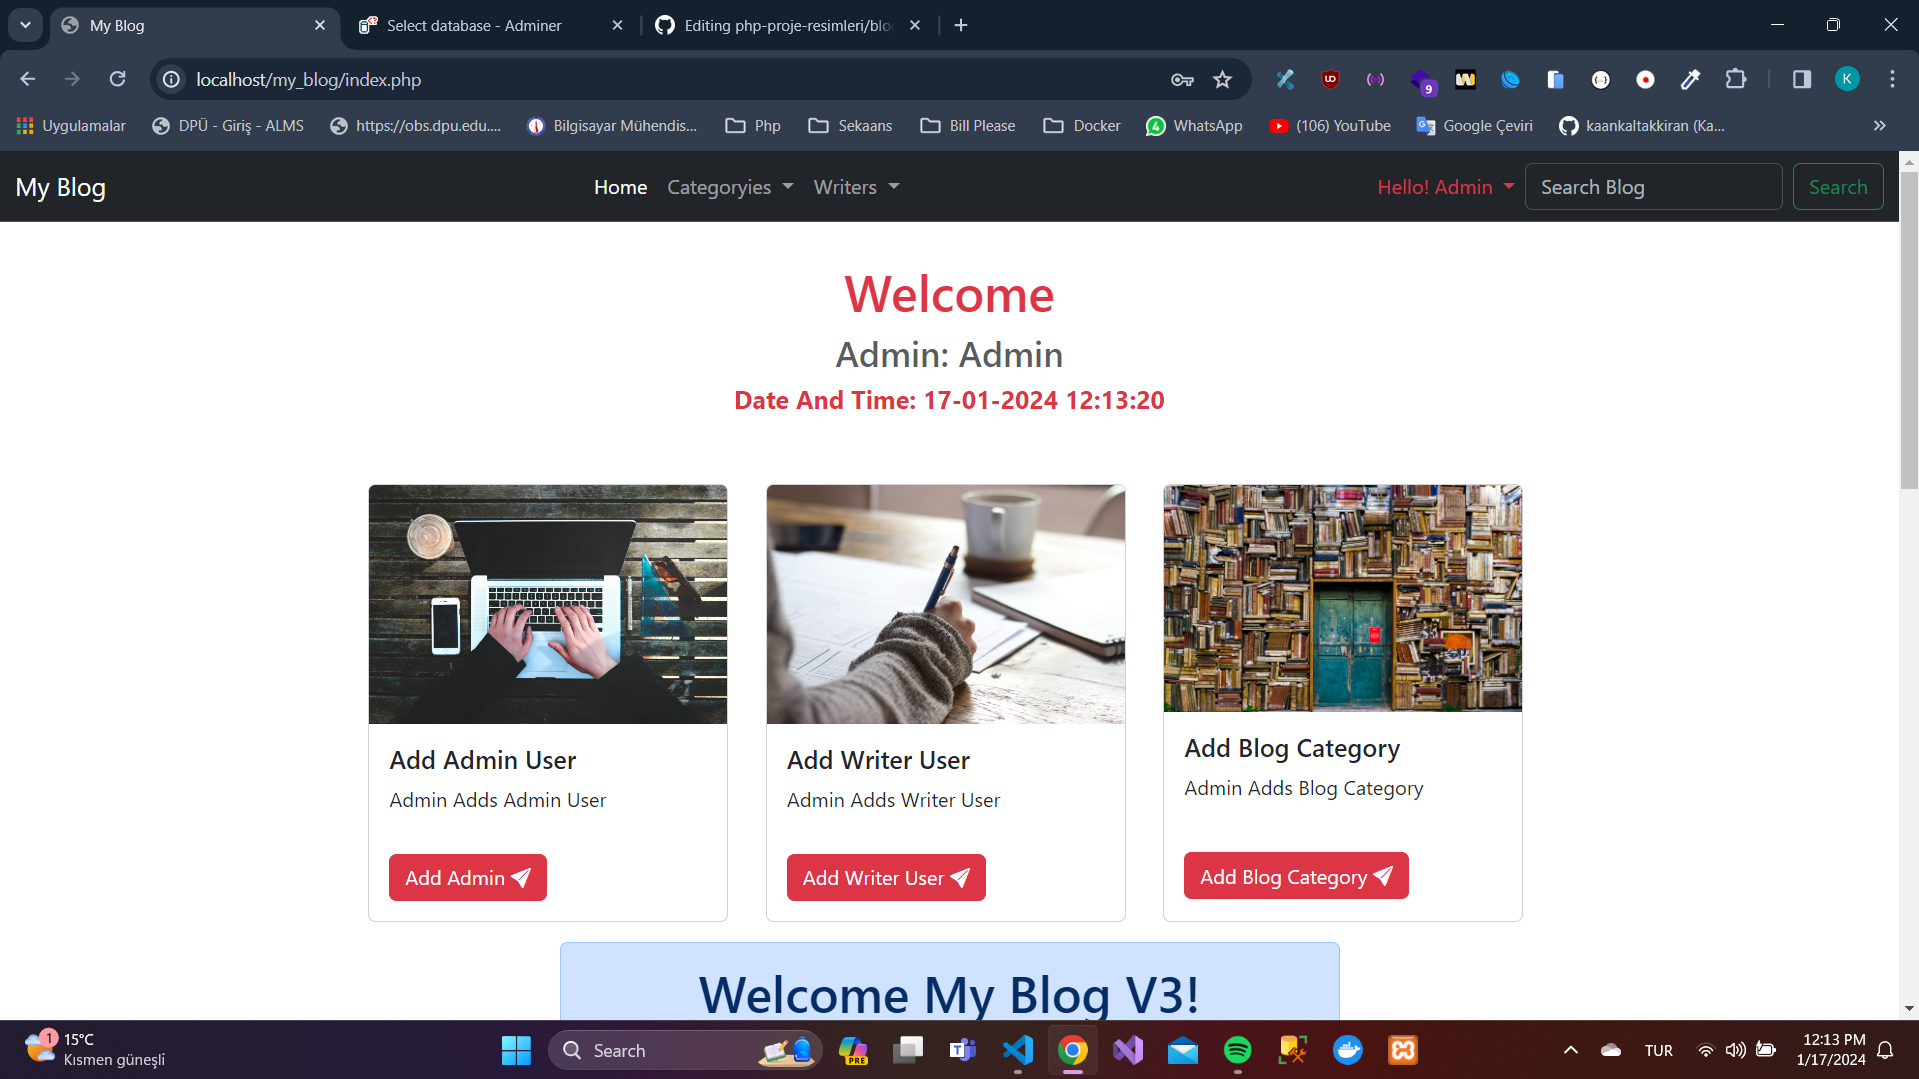 My Blog
Select database - Adminer
Editing php-proje-resimleri/blo
localhost/my_blog/index.php
9
K
Uygulamalar
DPÜ - Giriş - ALMS
https://obs.dpu.edu....
Bilgisayar Mühendis...
Php
Sekaans
Bill Please
Docker
4
WhatsApp
(106) YouTube
Google Çeviri
kaankaltakkiran (Ka...
My Blog
Home
Categoryies
Writers
Hello! Admin
Search Blog
Search
Welcome
Admin: Admin
Date And Time: 17-01-2024 12:13:20
Add Admin User
Admin Adds Admin User
Add Admin
Add Writer User
Admin Adds Writer User
Add Writer User
Add Blog Category
Admin Adds Blog Category
Add Blog Category
Welcome My Blog V3!
1
15°C
Kısmen güneşli
Search
PRE
TUR
12:13 PM
1/17/2024